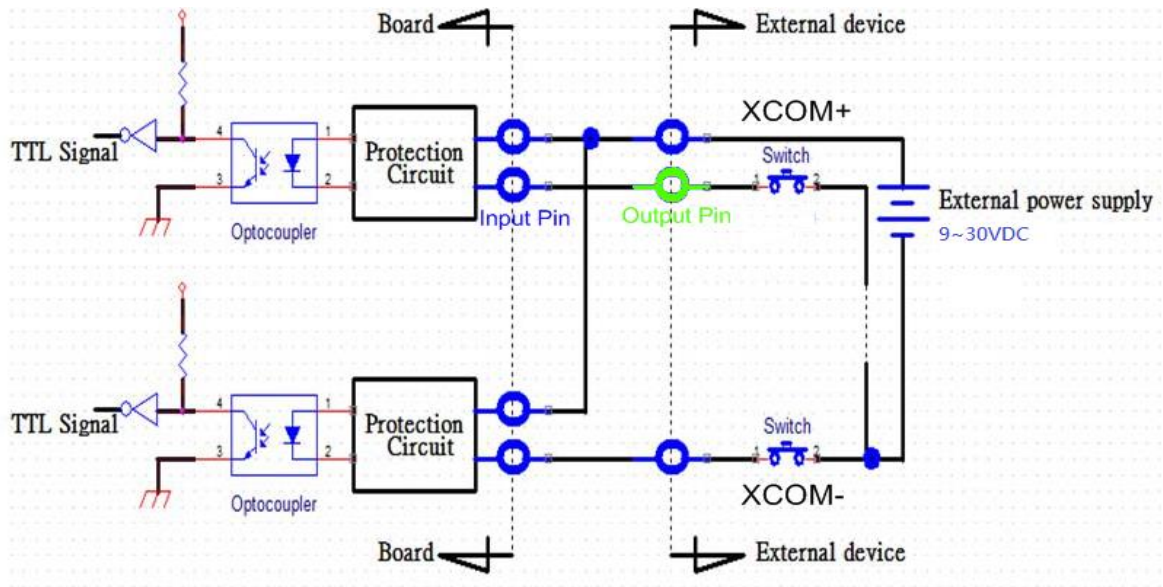 Board
External device
XCOM+
TTL Signal
4
1
3
2
Optocoupler
Protection
Circuit
Input Pin
Output Pin
Switch
1
2
External power supply
9~30VDC
TTL Signal
4
1
3
2
Optocoupler
Protection
Circuit
Switch
1
2
XCOM-
Board
External device